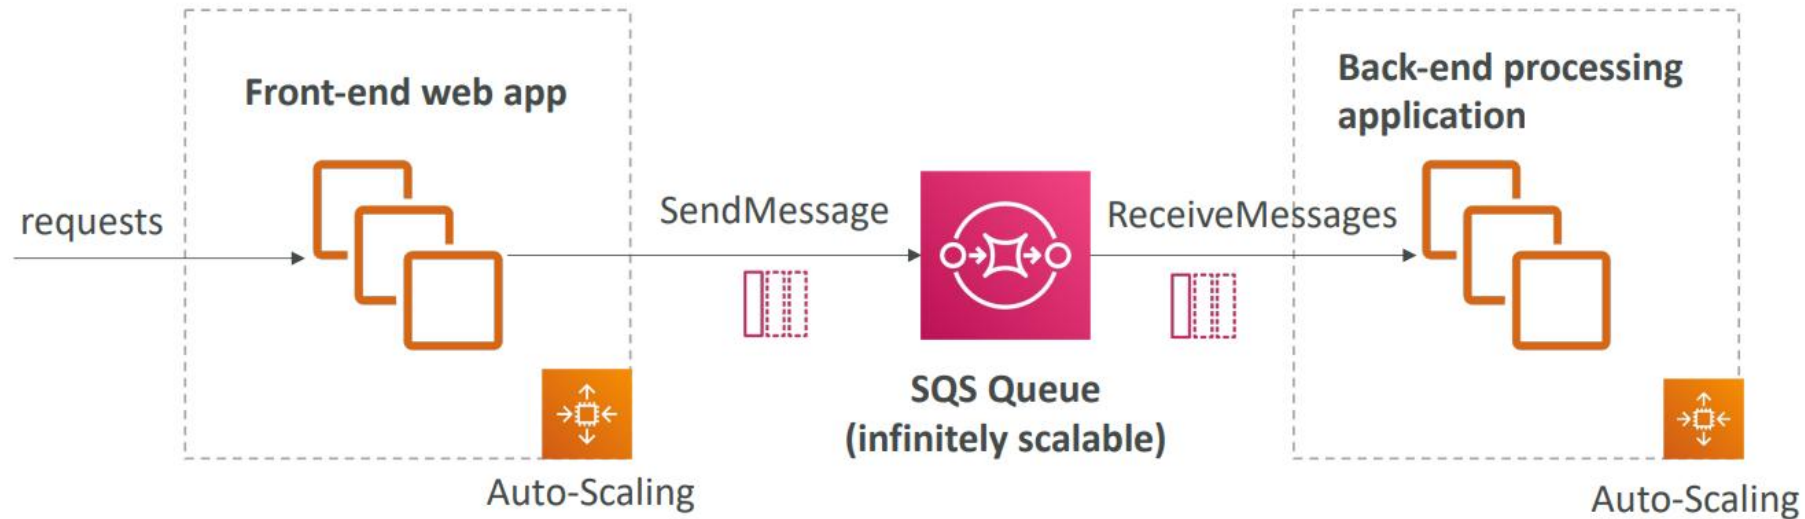 Front-end web app
requests
Auto-Scaling
SendMessage
SQS Queue
(infinitely scalable)
ReceiveMessages
Back-end processing
application
Auto-Scaling